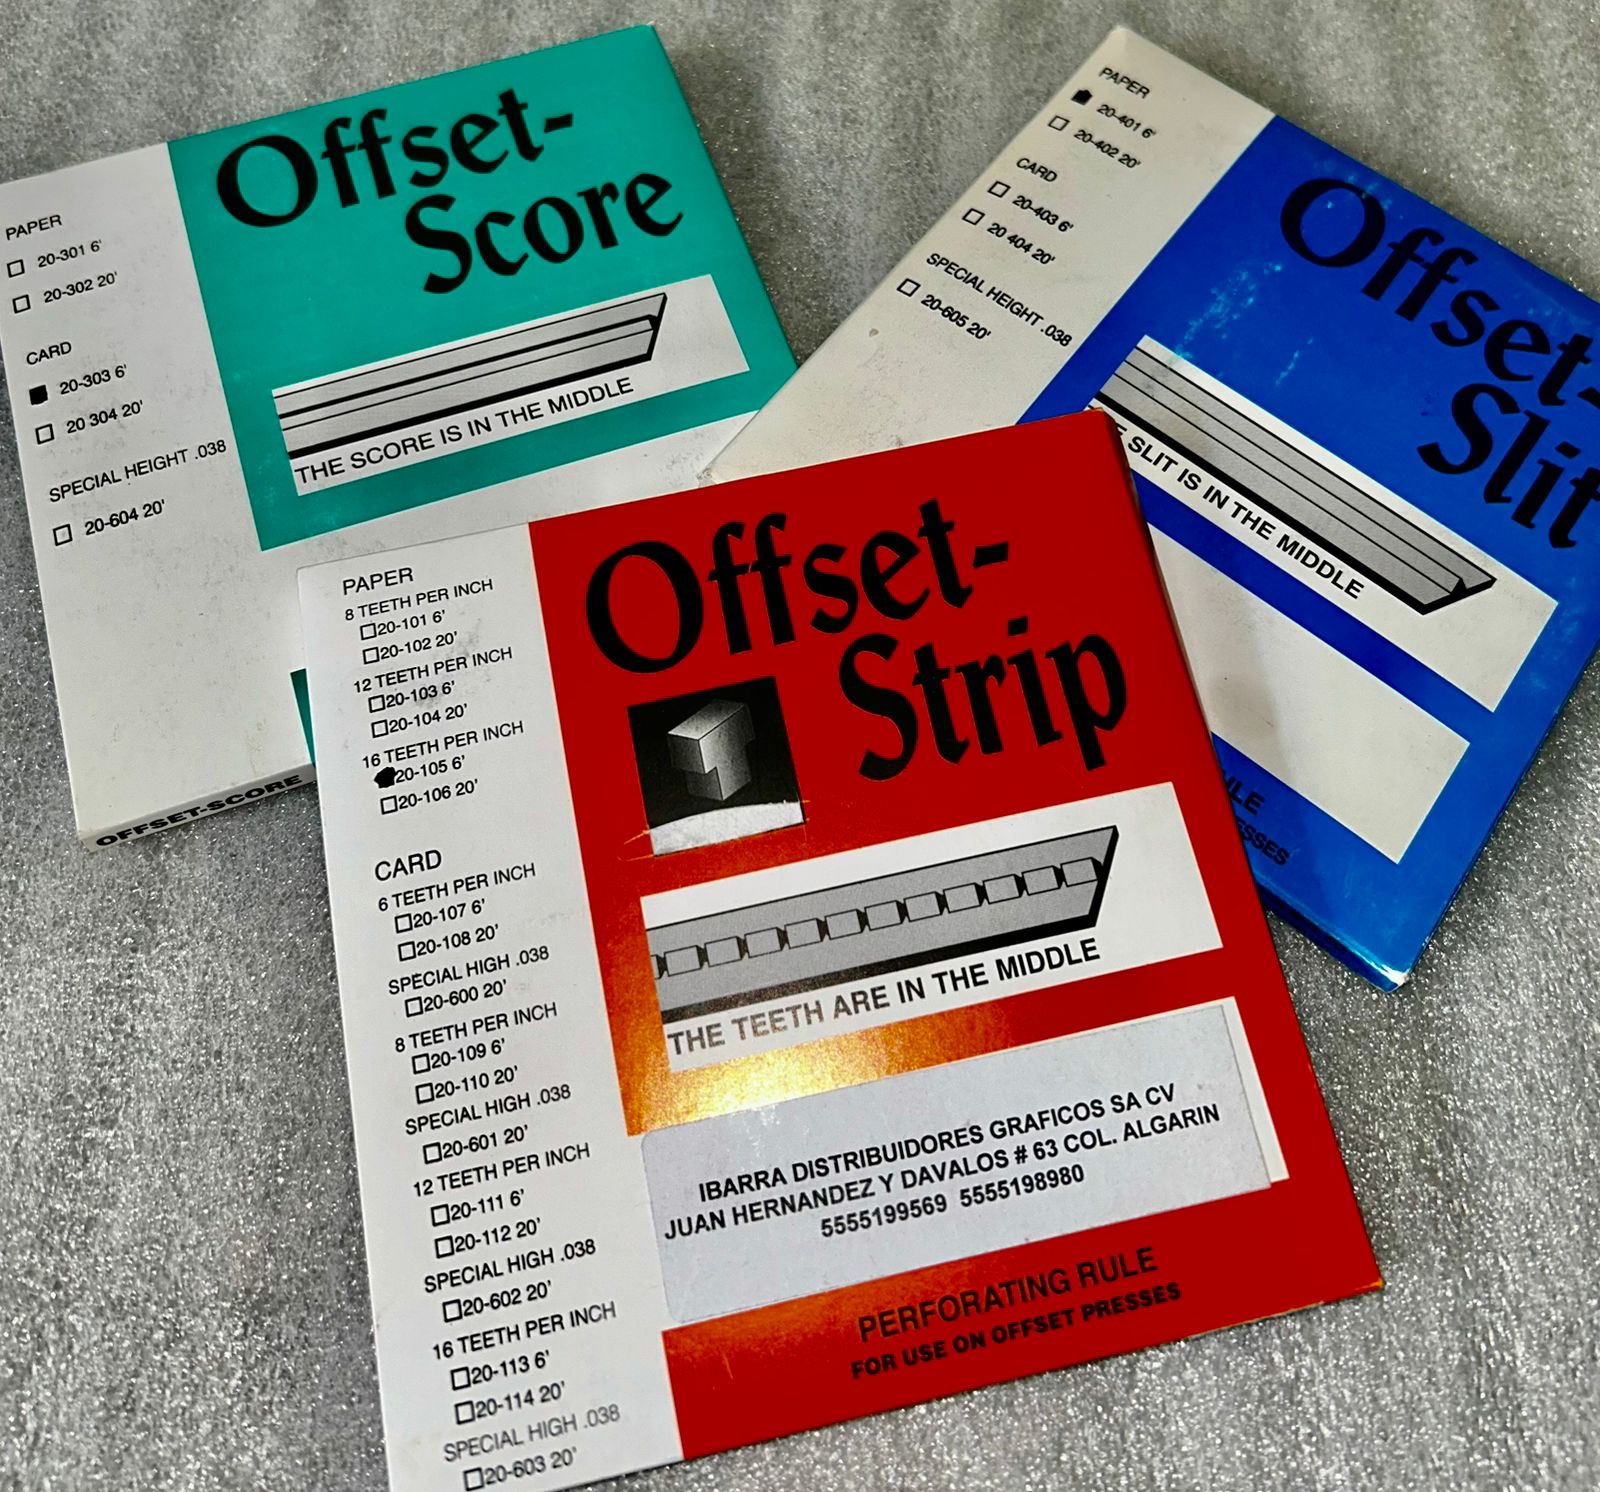 Offset-
Score
PAPER
20-301 6'
20-302 20'
CARD
20-303 6'
20 304 20'
SPECIAL HEIGHT .038
20-604 20'
THE SCORE IS IN THE MIDDLE
OFFSET-SCORE
PAPER
20-401 6'
20-402 20'
CARD
20-403 6'
20 404 20'
SPECIAL HEIGHT .038
20-605 20'
Offset-
Slit
SLIT IS IN THE MIDDLE
Offset-
Strip
PAPER
8 TEETH PER INCH
20-101 6'
20-102 20'
12 TEETH PER INCH
20-103 6'
20-104 20'
16 TEETH PER INCH
20-105 6'
20-106 20'
CARD
6 TEETH PER INCH
20-107 6'
20-108 20'
SPECIAL HIGH .038
20-600 20'
8 TEETH PER INCH
20-109 6'
20-110 20'
SPECIAL HIGH .038
20-601 20'
12 TEETH PER INCH
20-111 6'
20-112 20'
SPECIAL HIGH .038
20-602 20'
16 TEETH PER INCH
20-113 6'
20-114 20'
SPECIAL HIGH .038
20-603 20'
THE TEETH ARE IN THE MIDDLE
IBARRA DISTRIBUIDORES GRAFICOS SA CV
JUAN HERNANDEZ Y DAVALOS # 63 COL. ALGARIN
5555199569 5555198980
PERFORATING RULE
FOR USE ON OFFSET PRESSES